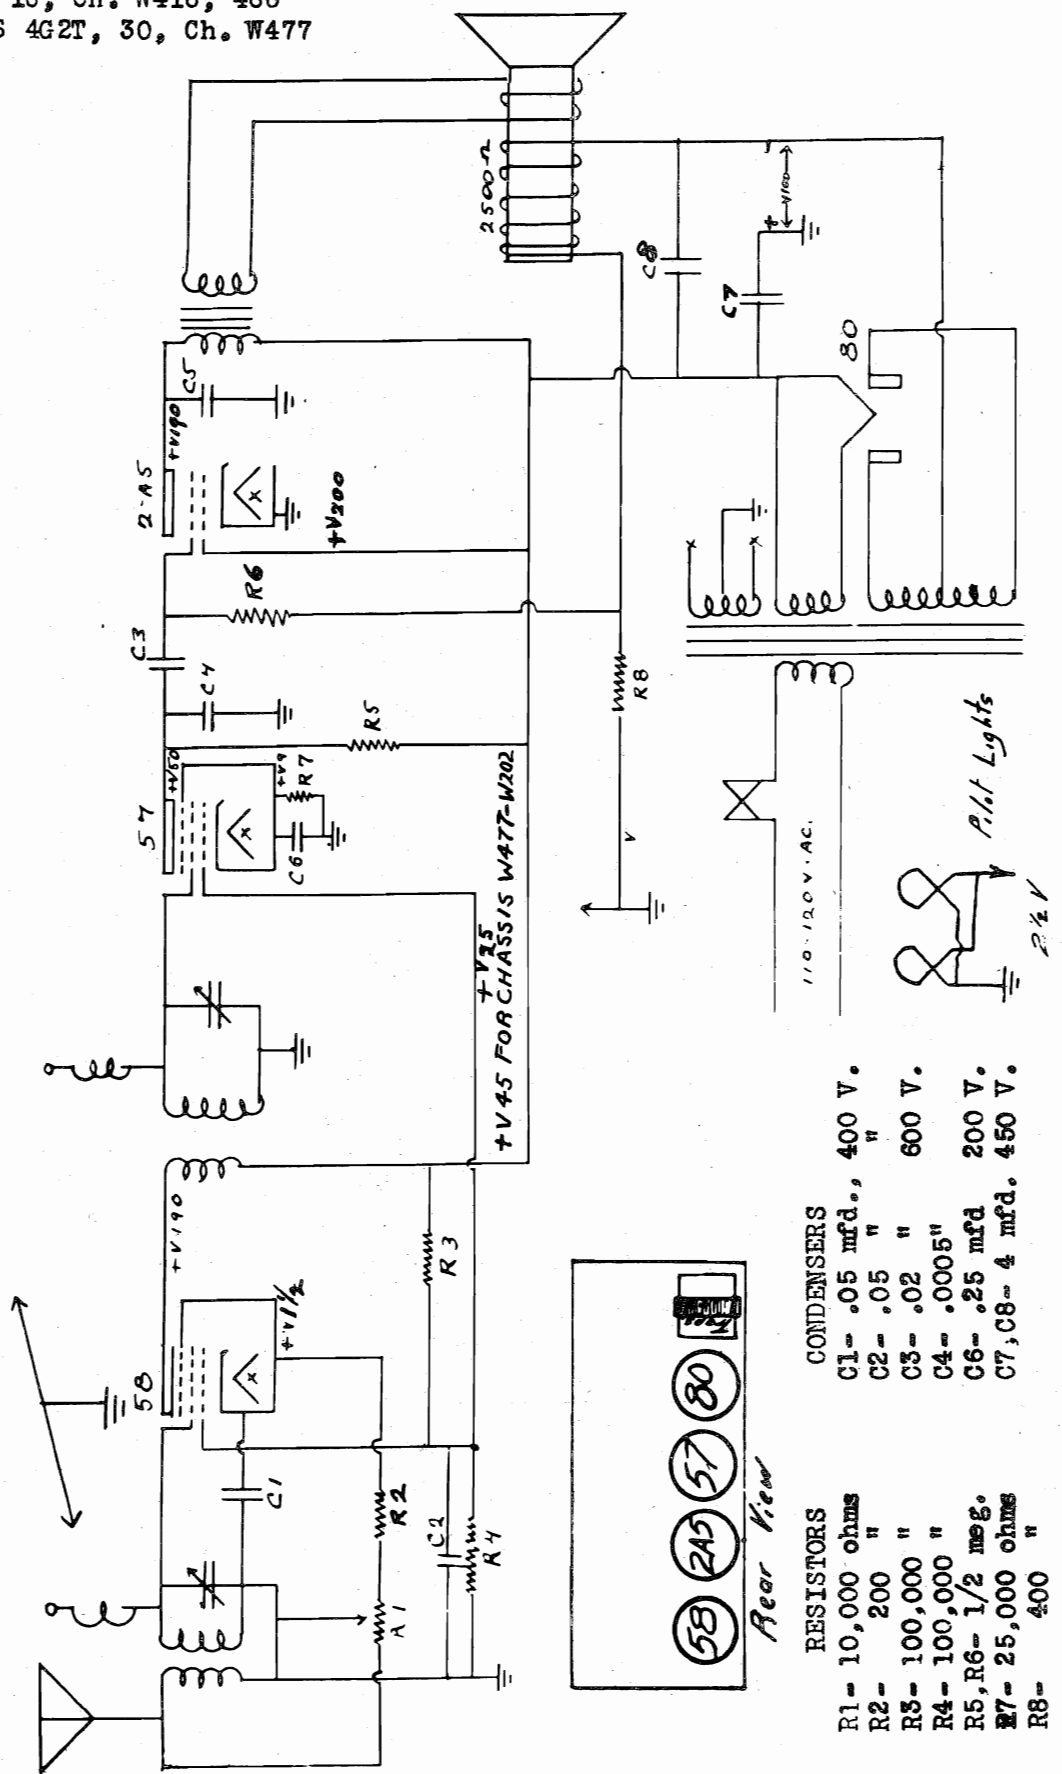 18, Ch. W418, 480
S 4G2T, 30, Ch. W477
2500 Ω
C8
C7
+
V100
80
C5
+V190
2-A5
+V200
R6
C3
C4
R5
R8
V
+V50
57
+V9
R7
C6
+V25
+V45 FOR CHASSIS W477-W202
110-120 V. AC.
Pilot Lights
2½ V
+V190
58
+V1½
R3
C1
R2
A1
C2
R4
58
2A5
57
80
Rear View
RESISTORS
R1- 10,000 ohms
R2- 200 "
R3- 100,000 "
R4- 100,000 "
R5,R6- 1/2 meg.
R7- 25,000 ohms
R8- 400 "
CONDENSERS
C1- .05 mfd., 400 V.
C2- .05 " "
C3- .02 " 600 V.
C4- .0005"
C6- .25 mfd 200 V.
C7,C8- 4 mfd. 450 V.